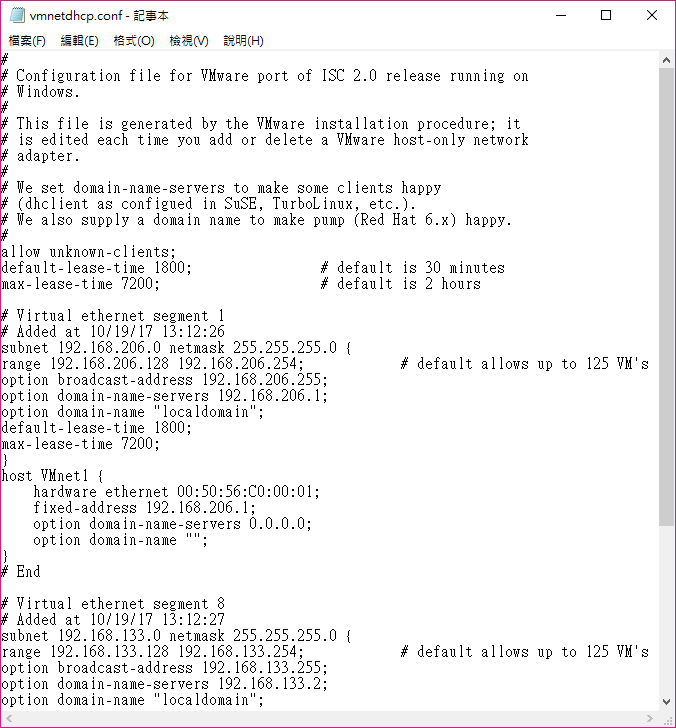 vmnetdhcp.conf - 記事本
檔案(F) 編輯(E) 格式(O) 檢視(V) 說明(H)
#
# Configuration file for VMware port of ISC 2.0 release running on
# Windows.
#
# This file is generated by the VMware installation procedure; it
# is edited each time you add or delete a VMware host-only network
# adapter.
#
# We set domain-name-servers to make some clients happy
# (dhclient as configued in SuSE, TurboLinux, etc.).
# We also supply a domain name to make pump (Red Hat 6.x) happy.
#
allow unknown-clients;
default-lease-time 1800;                # default is 30 minutes
max-lease-time 7200;                    # default is 2 hours

# Virtual ethernet segment 1
# Added at 10/19/17 13:12:26
subnet 192.168.206.0 netmask 255.255.255.0 {
range 192.168.206.128 192.168.206.254;            # default allows up to 125 VM's
option broadcast-address 192.168.206.255;
option domain-name-servers 192.168.206.1;
option domain-name "localdomain";
default-lease-time 1800;
max-lease-time 7200;
}
host VMnet1 {
    hardware ethernet 00:50:56:C0:00:01;
    fixed-address 192.168.206.1;
    option domain-name-servers 0.0.0.0;
    option domain-name "";
}
# End

# Virtual ethernet segment 8
# Added at 10/19/17 13:12:27
subnet 192.168.133.0 netmask 255.255.255.0 {
range 192.168.133.128 192.168.133.254;            # default allows up to 125 VM's
option broadcast-address 192.168.133.255;
option domain-name-servers 192.168.133.2;
option domain-name "localdomain";